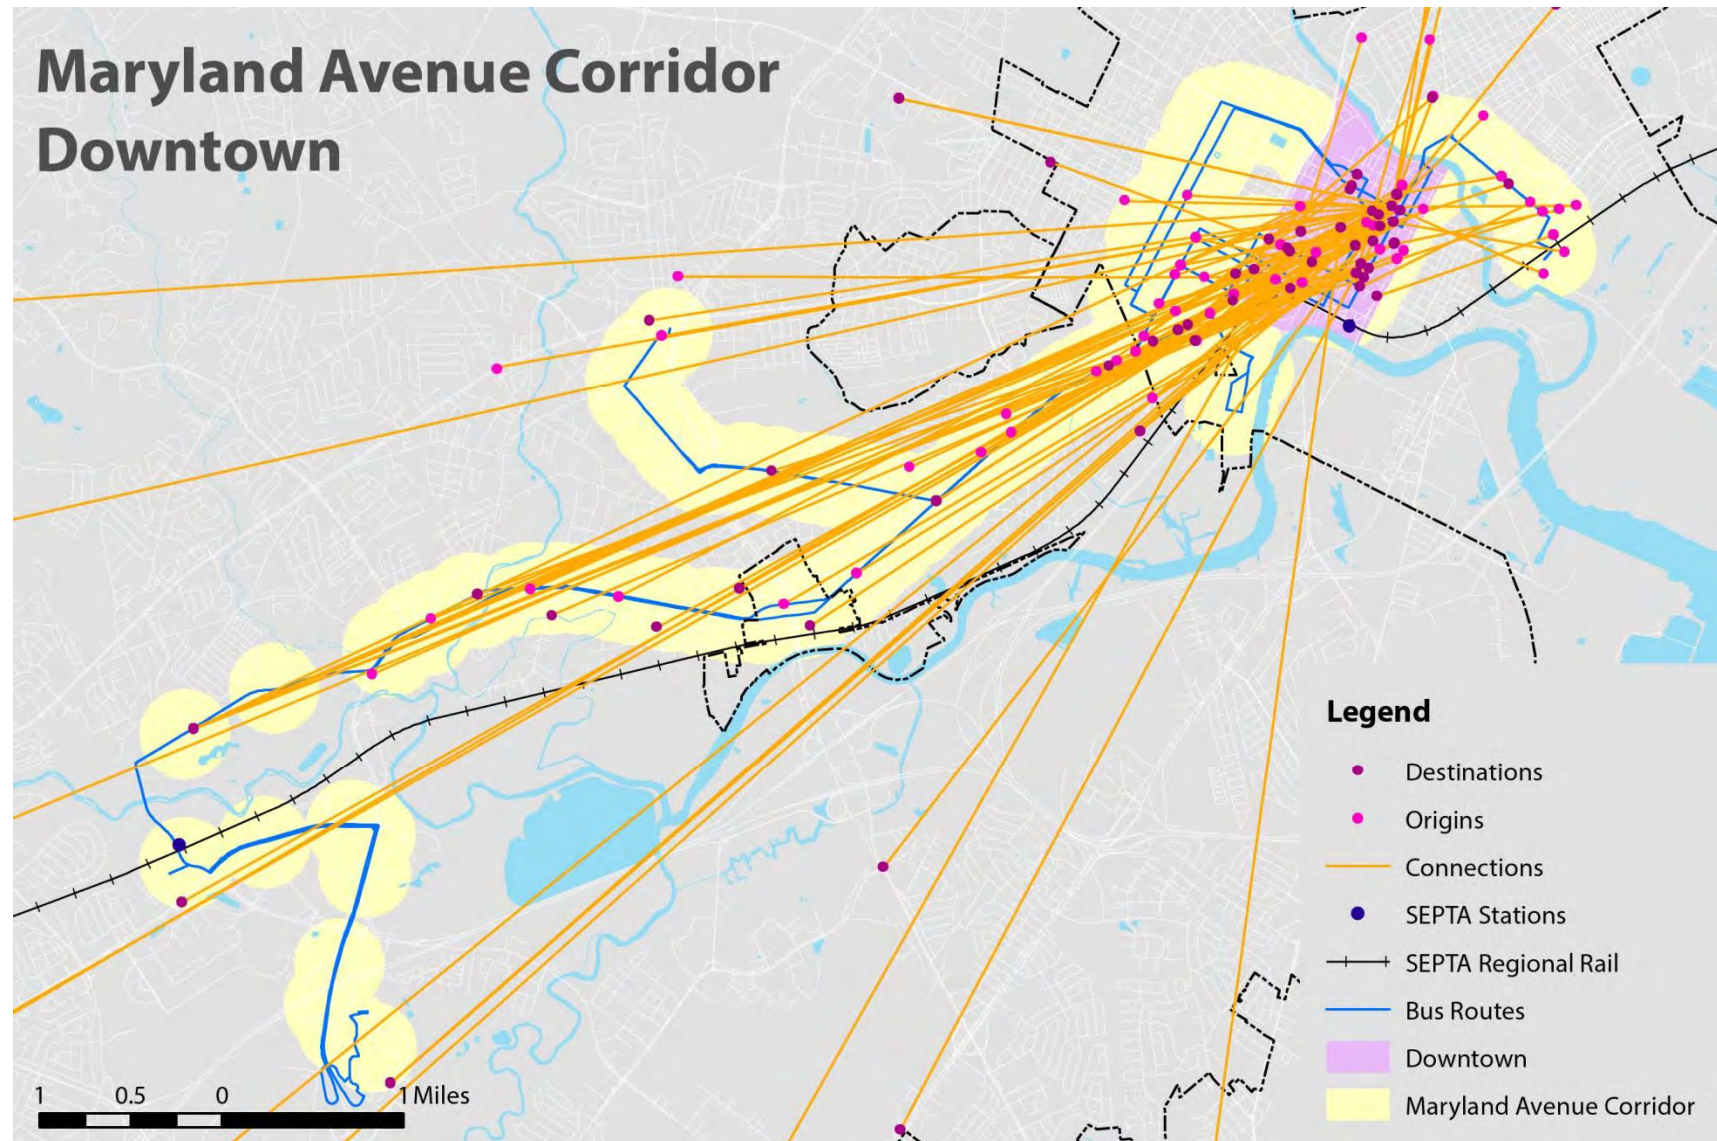 Maryland Avenue Corridor
Downtown
Legend
Destinations
Origins
Connections
SEPTA Stations
SEPTA Regional Rail
Bus Routes
Downtown
Maryland Avenue Corridor
1 0.5 0 1 Miles